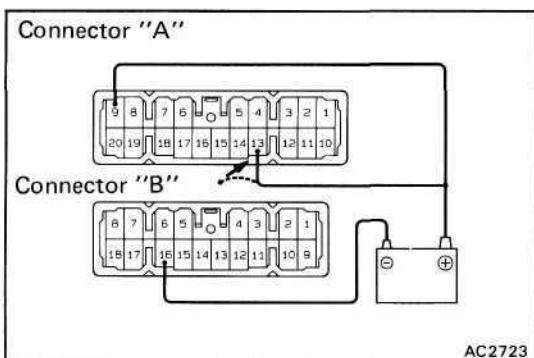 Connector "A"
9 8 7 6 5 4 3 2 1
20 19 18 17 16 15 14 13 12 11 10
Connector "B"
8 7 6 5 4 3 2 1
18 17 16 15 14 13 12 11 10 9
⊖ ⊕
AC2723